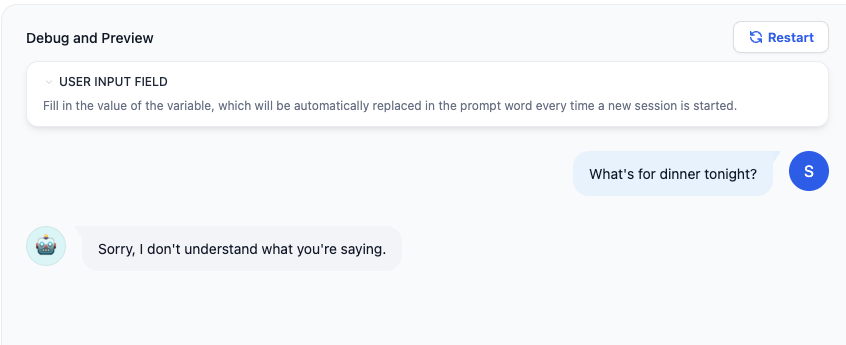 Debug and Preview
Restart
USER INPUT FIELD
Fill in the value of the variable, which will be automatically replaced in the prompt word every time a new session is started.
What's for dinner tonight?
S
Sorry, I don't understand what you're saying.